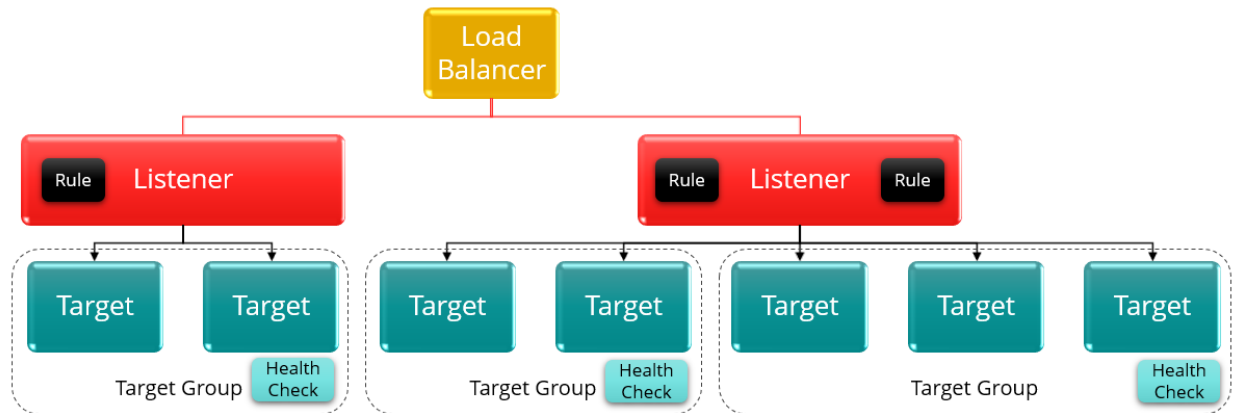 Load
Balancer
Rule
Listener
Rule
Listener
Rule
Target
Target
Target
Target
Target
Target
Target
Target Group
Health
Check
Target Group
Health
Check
Target Group
Health
Check